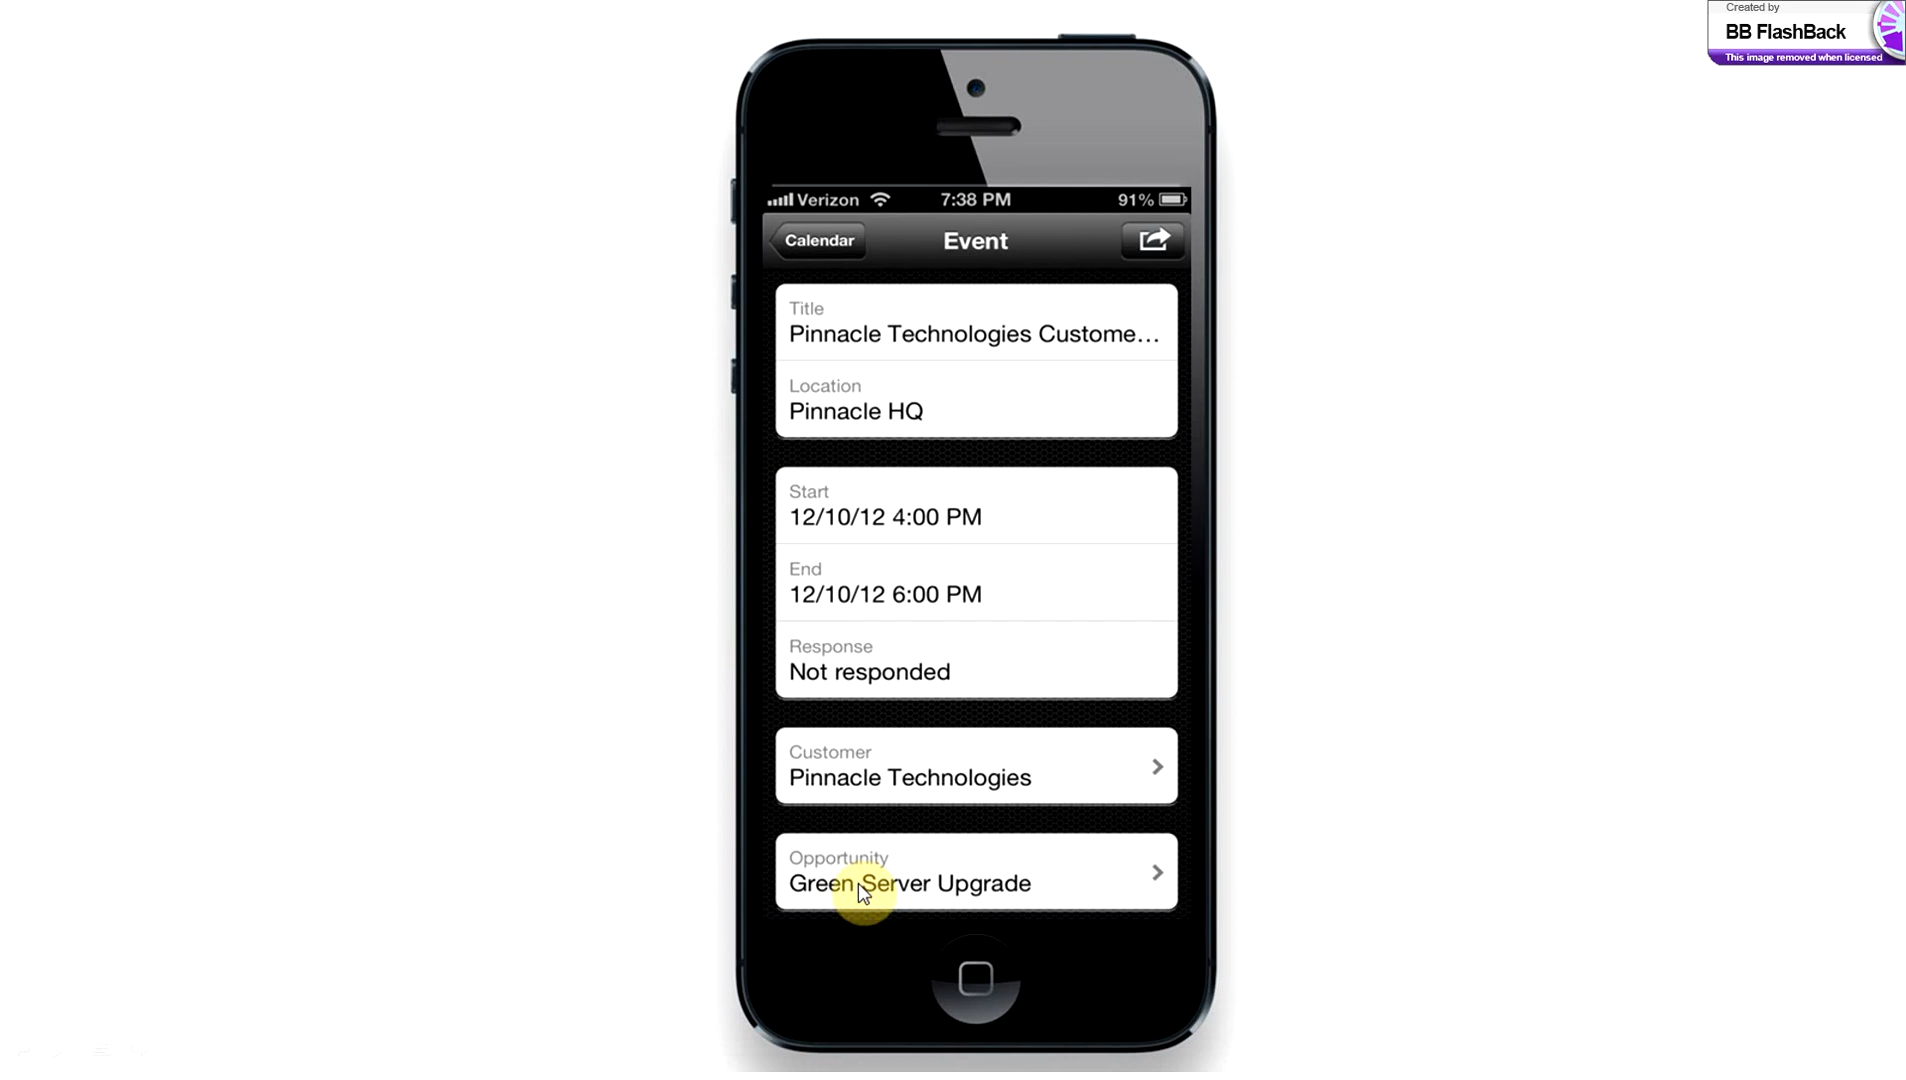 Created by
BB FlashBack
This image removed when licensed
Verizon 7:38 PM 91%
Calendar Event
Title
Pinnacle Technologies Custome...
Location
Pinnacle HQ
Start
12/10/12 4:00 PM
End
12/10/12 6:00 PM
Response
Not responded
Customer
Pinnacle Technologies
Opportunity
Green Server Upgrade